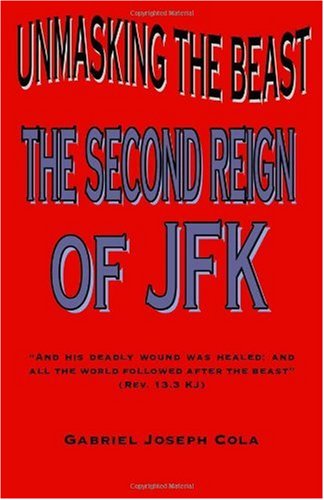 UNMASKING THE BEAST
THE SECOND REIGN
OF JFK
"AND HIS DEADLY WOUND WAS HEALED: AND
ALL THE WORLD FOLLOWED AFTER THE BEAST"
(REV. 13.3 KJ)
GABRIEL JOSEPH COLA